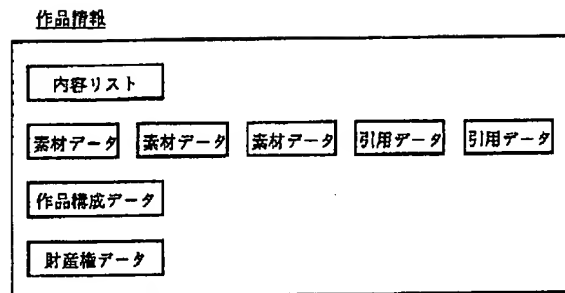 作品情報
内容リスト
素材データ 素材データ 素材データ 引用データ 引用データ
作品構成データ
財産権データ